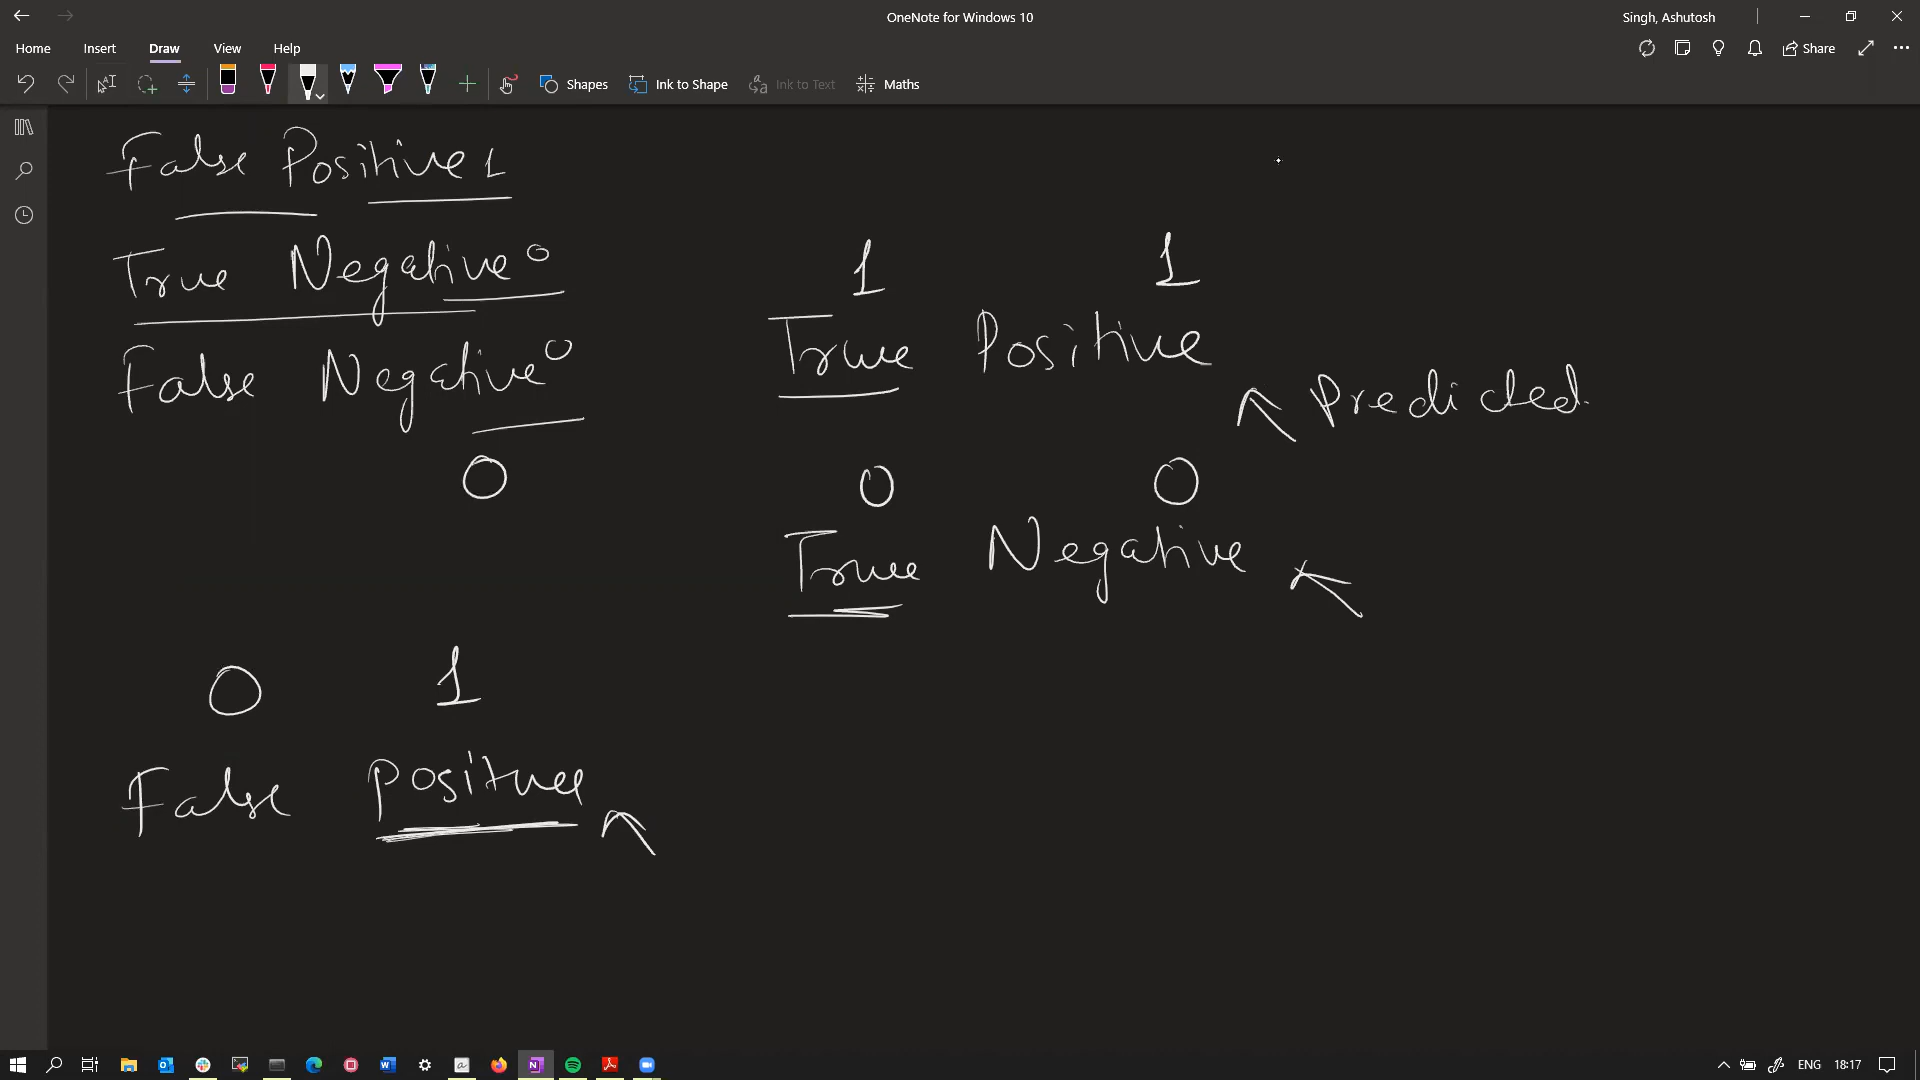 OneNote for Windows 10
Singh, Ashutosh
Home Insert Draw View Help
Share
Shapes Ink to Shape Ink to Text Maths
False Positive 1
True Negative 0
False Negative 0
0
1 1
True Positive
Predicted.
0 0
True Negative
0 1
False Positive
ENG 18:17